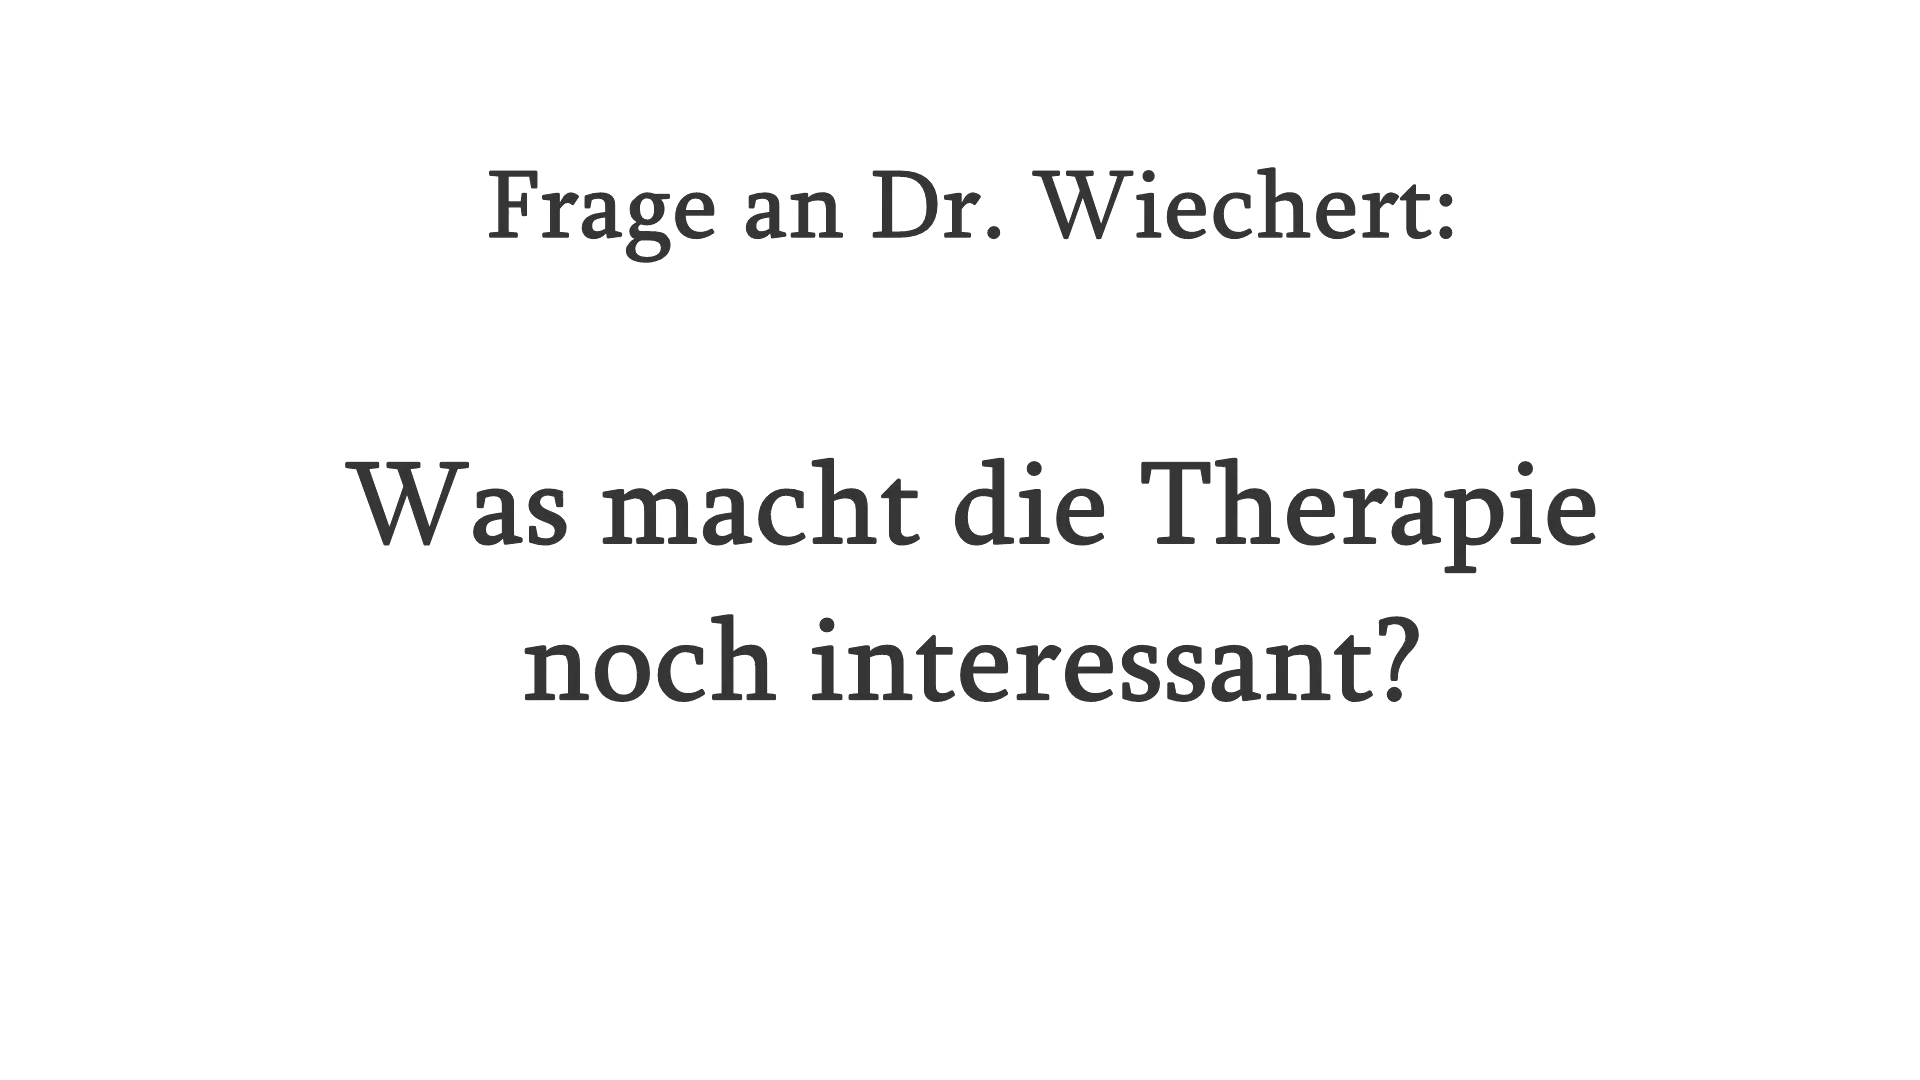 Frage an Dr. Wiechert:
Was macht die Therapie
noch interessant?